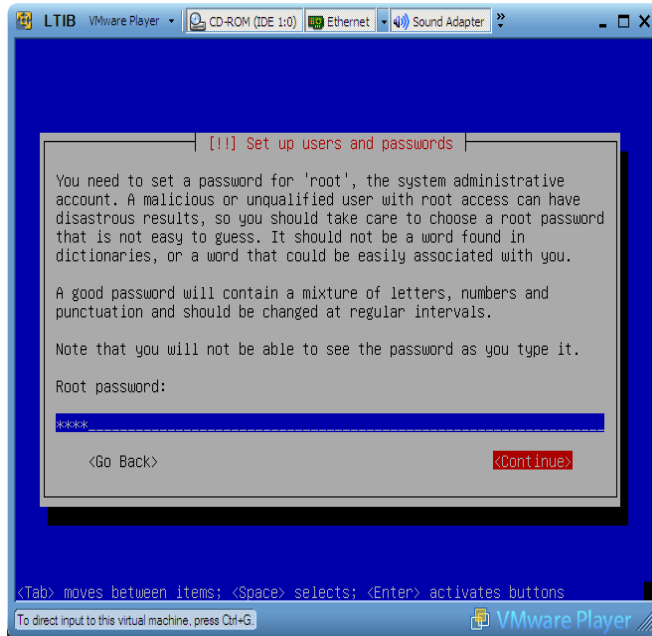 LTIB VMware Player CD-ROM (IDE 1:0) Ethernet Sound Adapter
[!!] Set up users and passwords
You need to set a password for 'root', the system administrative
account. A malicious or unqualified user with root access can have
disastrous results, so you should take care to choose a root password
that is not easy to guess. It should not be a word found in
dictionaries, or a word that could be easily associated with you.
A good password will contain a mixture of letters, numbers and
punctuation and should be changed at regular intervals.
Note that you will not be able to see the password as you type it.
Root password:
****
<Go Back> <Continue>
<Tab> moves between items; <Space> selects; <Enter> activates buttons
To direct input to this virtual machine, press Ctrl+G. VMware Player